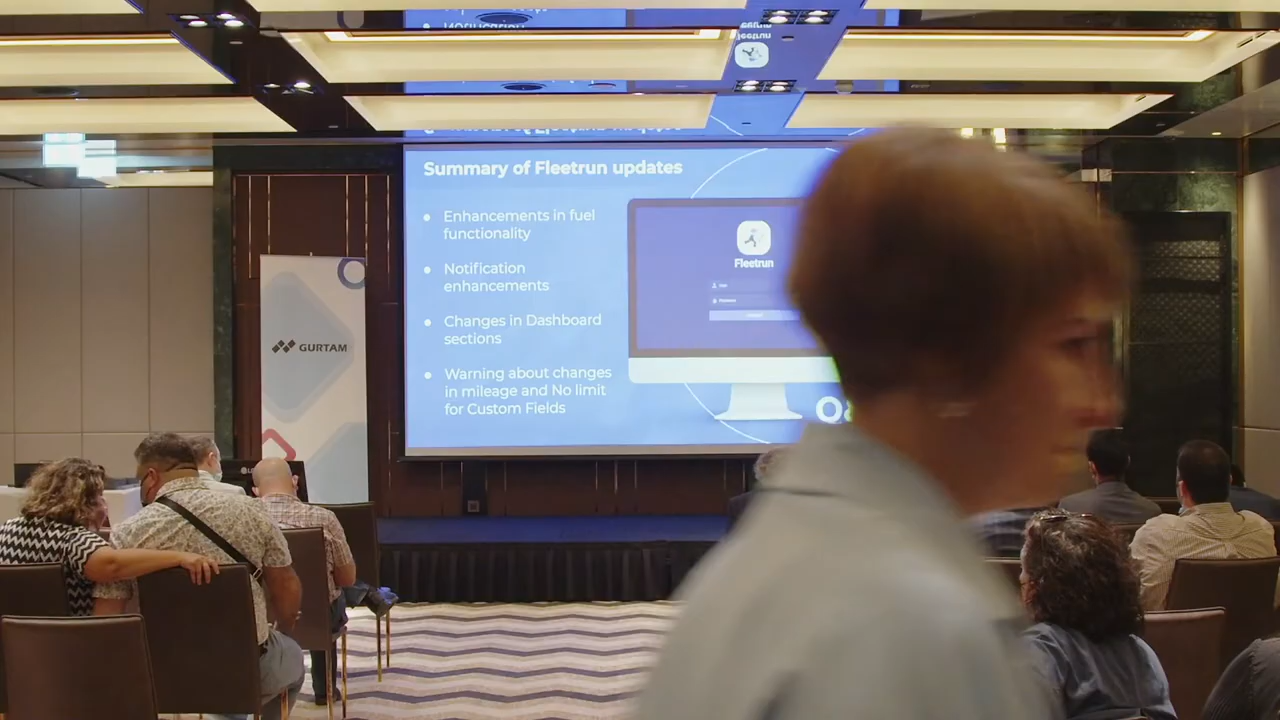 Summary of Fleetrun updates
Enhancements in fuel
functionality
Notification
enhancements
Changes in Dashboard
sections
Warning about changes
in mileage and No limit
for Custom Fields
Fleetrun
GURTAM